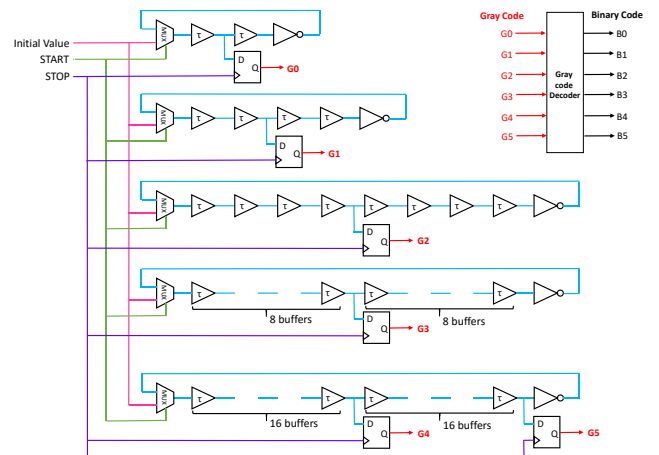 Initial Value
START
STOP
MUX
τ
τ
D
Q
G0
MUX
τ
τ
τ
τ
D
Q
G1
MUX
τ
τ
τ
τ
τ
τ
τ
τ
D
Q
G2
MUX
τ
τ
τ
τ
8 buffers
8 buffers
D
Q
G3
MUX
τ
τ
τ
τ
16 buffers
16 buffers
D
Q
G4
D
Q
G5
Gray Code
Binary Code
G0
B0
G1
B1
G2
B2
G3
B3
G4
B4
G5
B5
Gray
code
Decoder